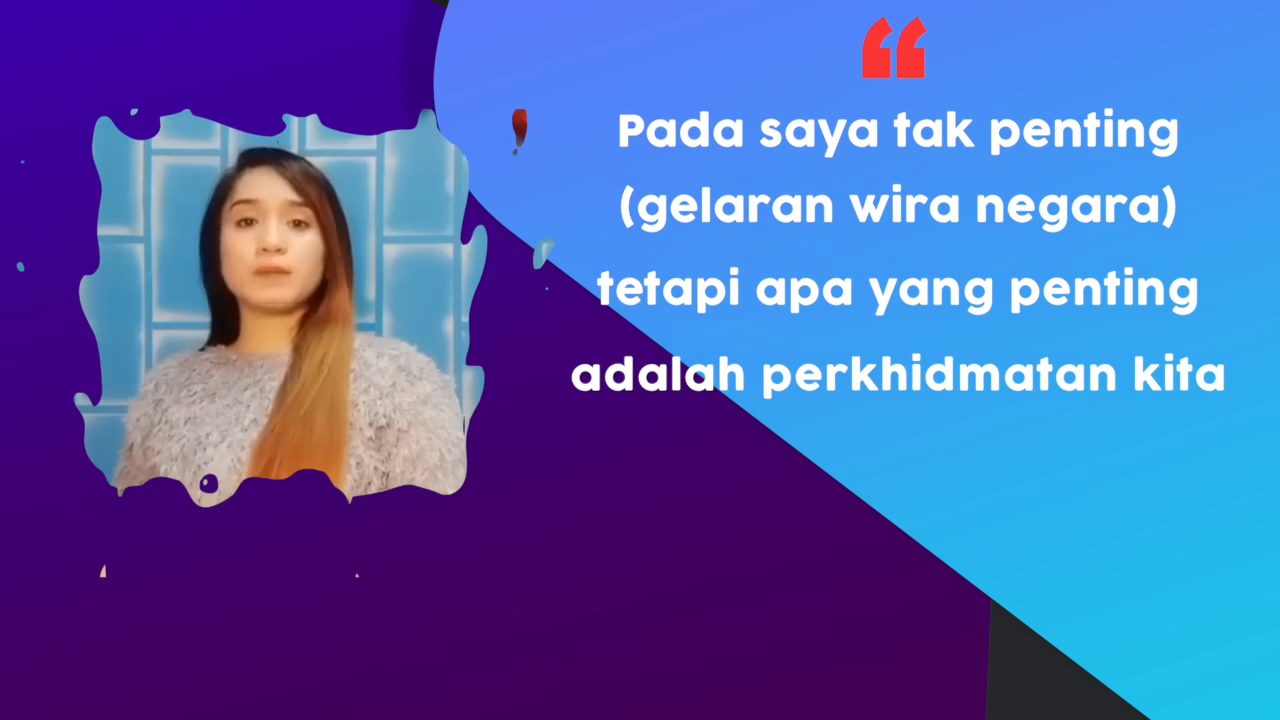 “
Pada saya tak penting
(gelaran wira negara)
tetapi apa yang penting
adalah perkhidmatan kita